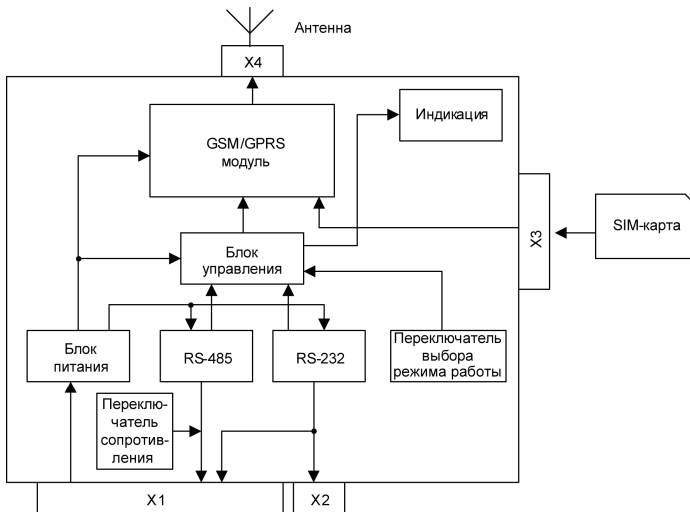 Антенна
X4
GSM/GPRS
модуль
Индикация
X3
SIM-карта
Блок
управления
Блок
питания
RS-485
RS-232
Переключатель
выбора
режима работы
Переклю-
чатель
сопротив-
ления
X1
X2